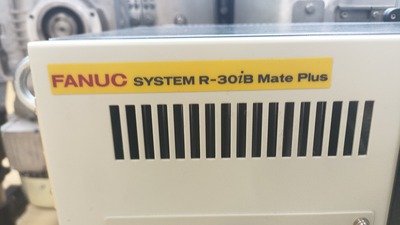 FANUC SYSTEM R-30iB Mate Plus